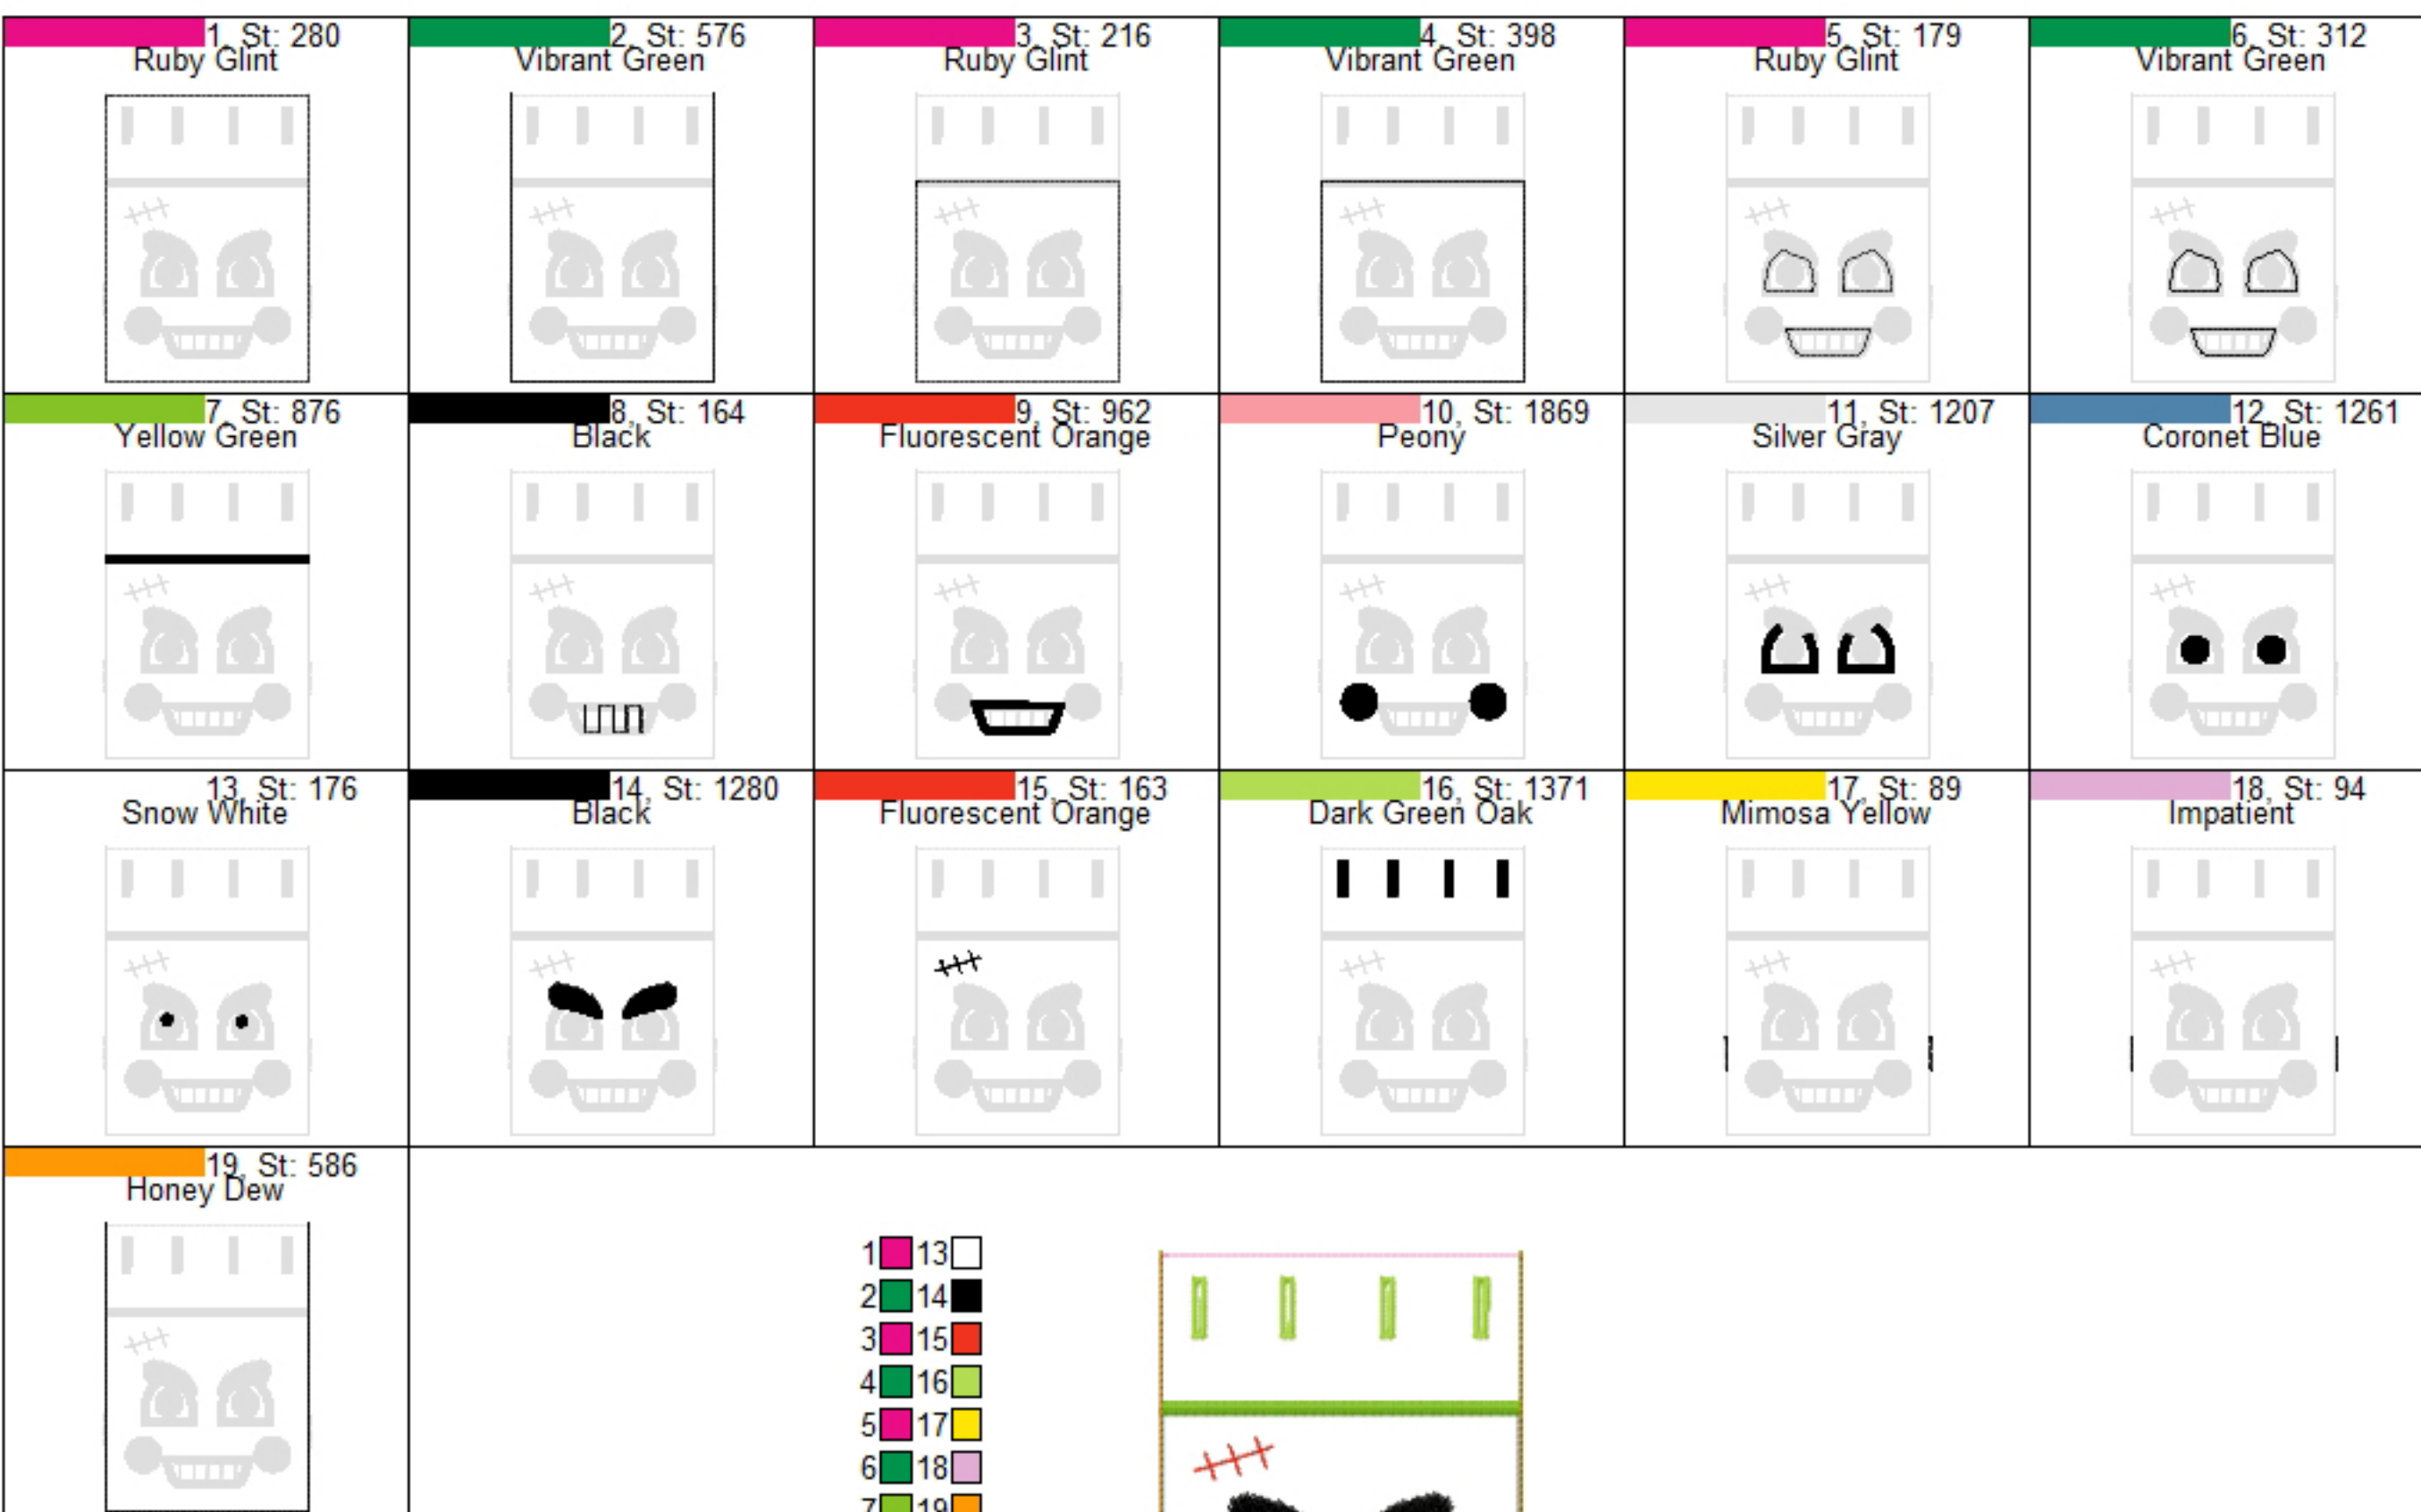 1, St: 280
Ruby Glint
2, St: 576
Vibrant Green
3, St: 216
Ruby Glint
4, St: 398
Vibrant Green
5, St: 179
Ruby Glint
6, St: 312
Vibrant Green
7, St: 876
Yellow Green
8, St: 164
Black
9, St: 962
Fluorescent Orange
10, St: 1869
Peony
11, St: 1207
Silver Gray
12, St: 1261
Coronet Blue
13, St: 176
Snow White
14, St: 1280
Black
15, St: 163
Fluorescent Orange
16, St: 1371
Dark Green Oak
17, St: 89
Mimosa Yellow
18, St: 94
Impatient
19, St: 586
Honey Dew
1 13
2 14
3 15
4 16
5 17
6 18
7 19